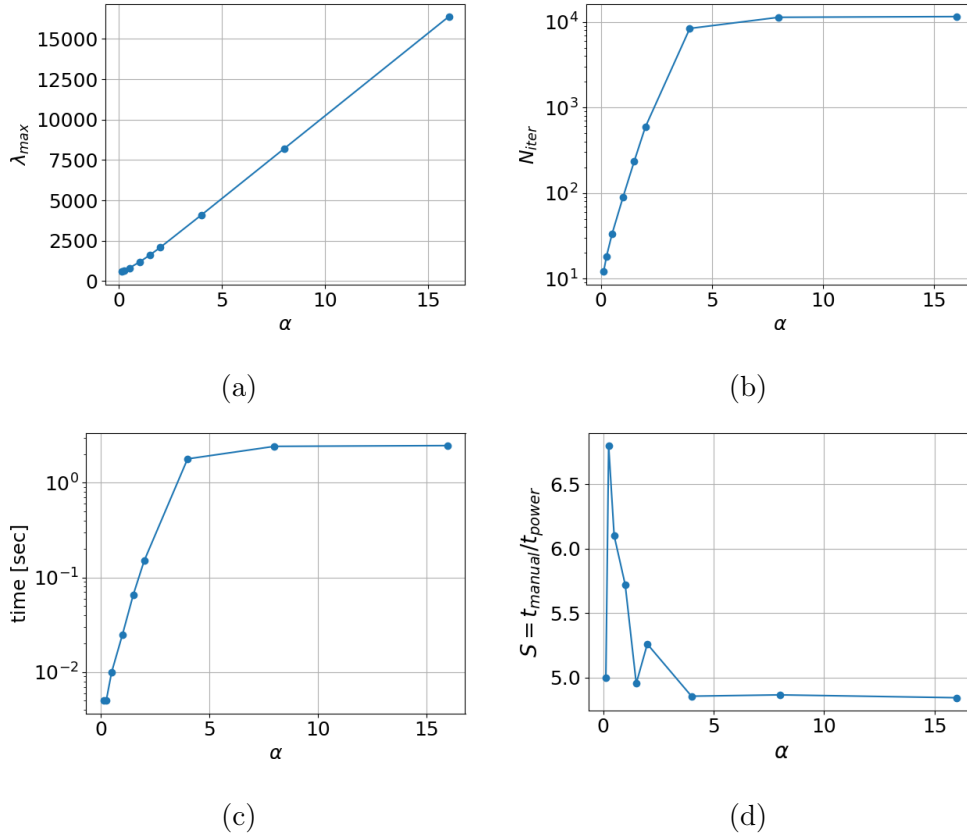 15000
12500
10000
7500
5000
2500
0
λ_max
0 5 10 15
α
(a)
10^4
10^3
10^2
10^1
N_iter
0 5 10 15
α
(b)
10^0
10^−1
10^−2
time [sec]
0 5 10 15
α
(c)
6.5
6.0
5.5
5.0
S = t_manual/t_power
0 5 10 15
α
(d)